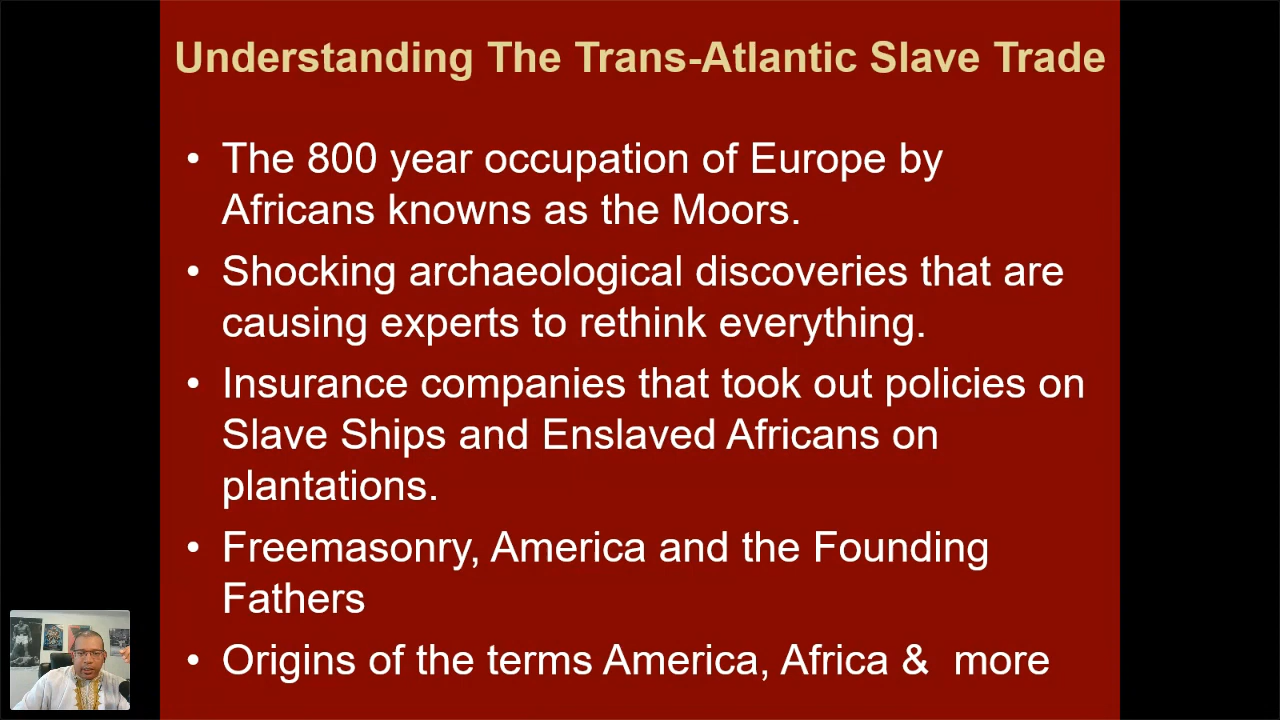 Understanding The Trans-Atlantic Slave Trade
• The 800 year occupation of Europe by
Africans knowns as the Moors.
• Shocking archaeological discoveries that are
causing experts to rethink everything.
• Insurance companies that took out policies on
Slave Ships and Enslaved Africans on
plantations.
• Freemasonry, America and the Founding
Fathers
• Origins of the terms America, Africa &  more